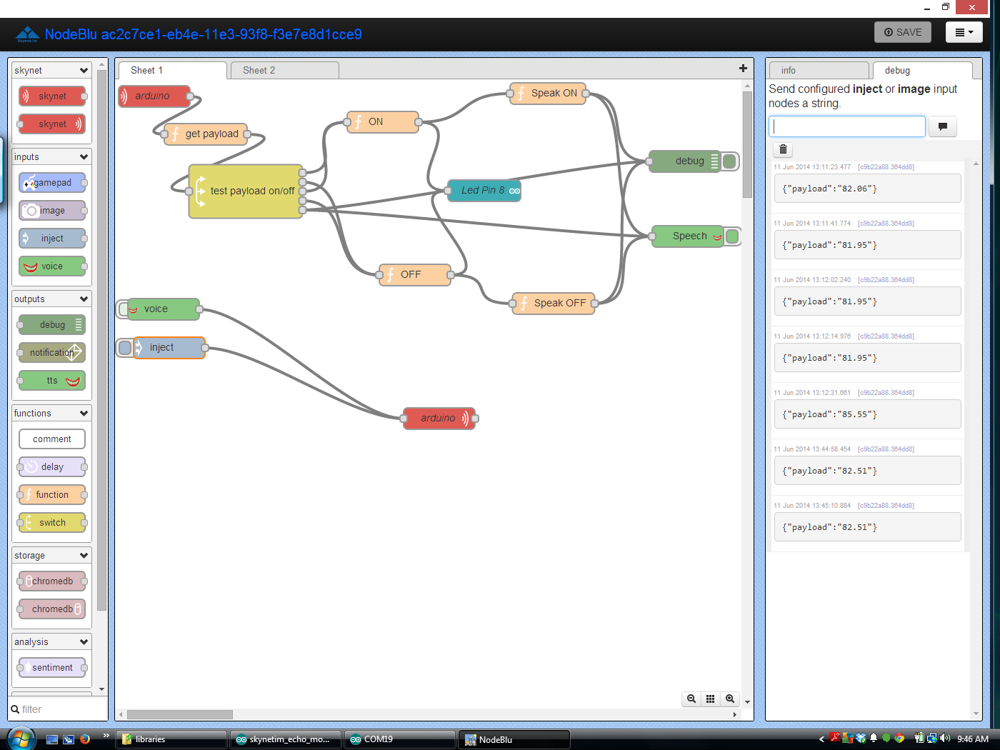 NodeBlu ac2c7ce1-eb4e-11e3-93f8-f3e7e8d1cce9
SAVE
skynet
skynet
skynet
inputs
gamepad
image
inject
voice
outputs
debug
notification
tts
functions
comment
delay
function
switch
storage
chromedb
chromedb
analysis
sentiment
filter
Sheet 1
Sheet 2
arduino
get payload
test payload on/off
ON
Speak ON
debug
Led Pin 8
Speech
OFF
Speak OFF
voice
inject
arduino
info
debug
Send configured inject or image input
nodes a string.
11 Jun 2014 13:11:23.477 [c9b22a88.364dd8]
{"payload":"82.06"}
11 Jun 2014 13:11:41.774 [c9b22a88.364dd8]
{"payload":"81.95"}
11 Jun 2014 13:12:02.240 [c9b22a88.364dd8]
{"payload":"81.95"}
11 Jun 2014 13:12:14.976 [c9b22a88.364dd8]
{"payload":"81.95"}
11 Jun 2014 13:12:31.661 [c9b22a88.364dd8]
{"payload":"85.55"}
11 Jun 2014 13:44:58.454 [c9b22a88.364dd8]
{"payload":"82.51"}
11 Jun 2014 13:45:10.884 [c9b22a88.364dd8]
{"payload":"82.51"}
libraries
skynetim_echo_mo...
COM19
NodeBlu
9:46 AM